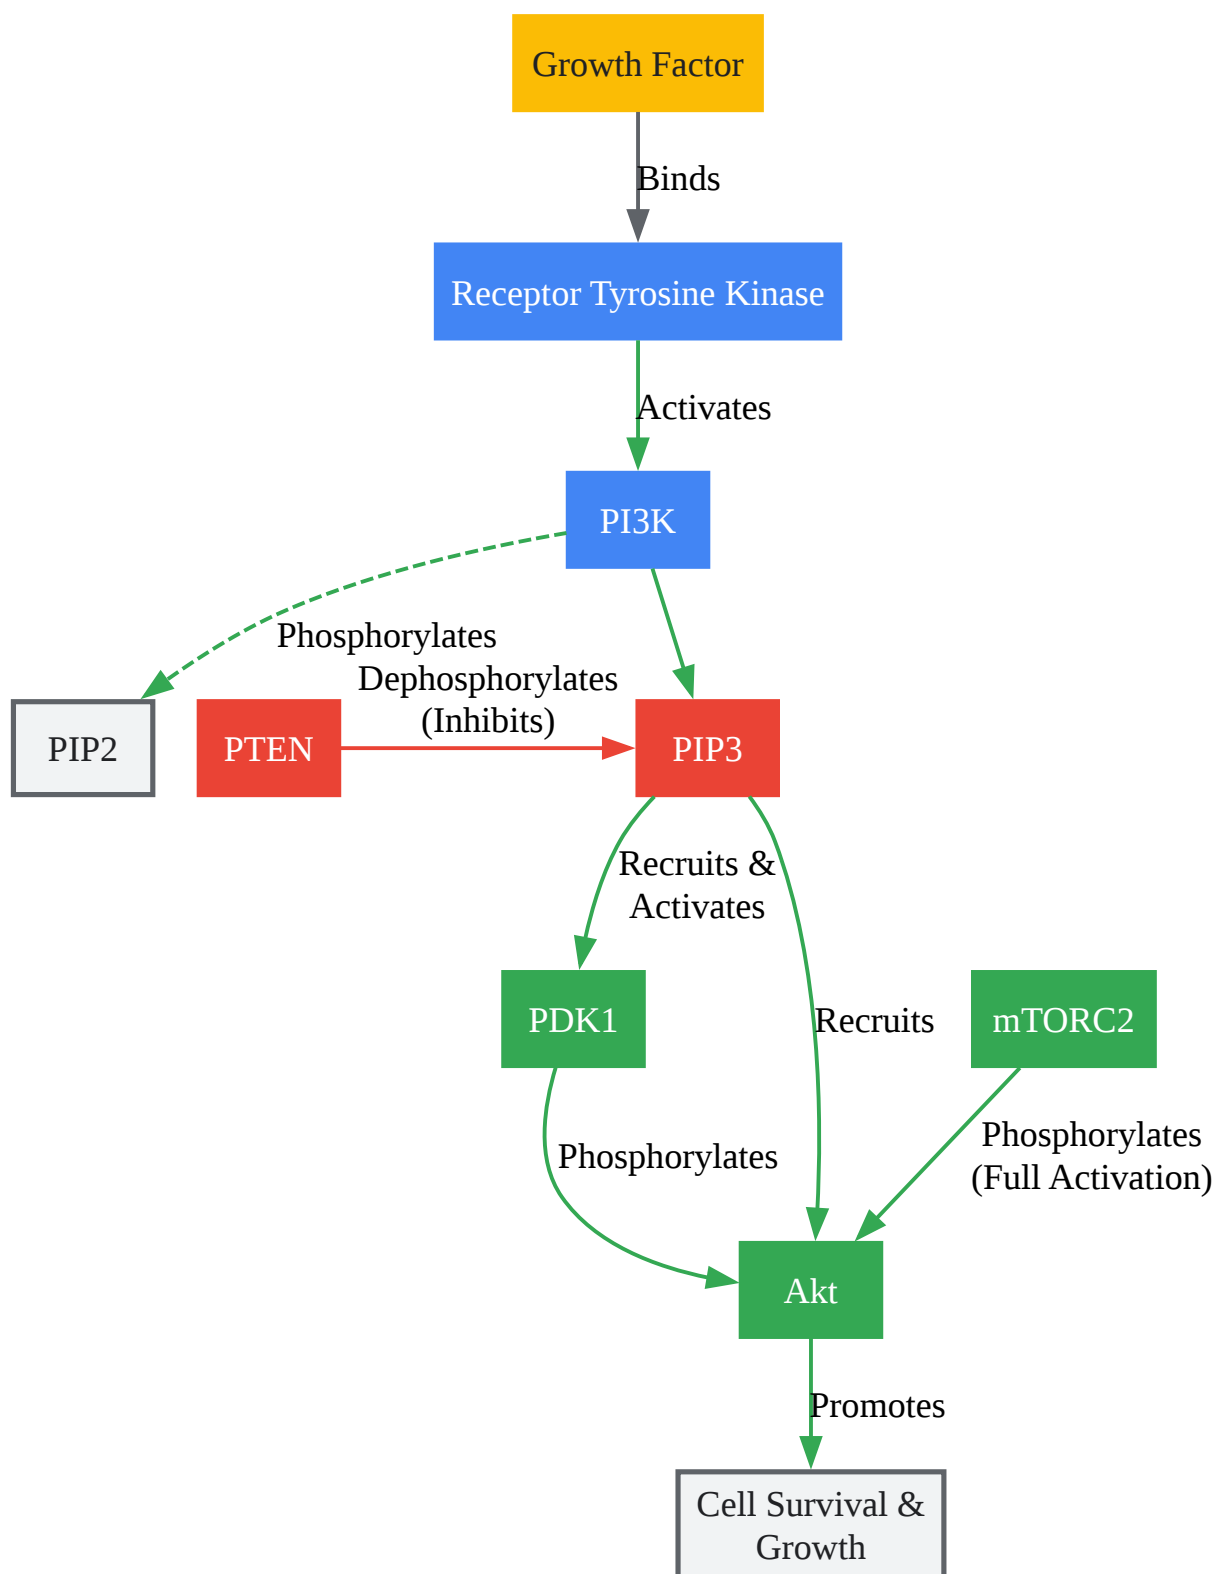 Growth Factor
Binds
Receptor Tyrosine Kinase
Activates
PI3K
Phosphorylates
Dephosphorylates
(Inhibits)
PIP2
PTEN
PIP3
Recruits &
Activates
PDK1
Recruits
mTORC2
Phosphorylates
(Full Activation)
Phosphorylates
Akt
Promotes
Cell Survival &
Growth